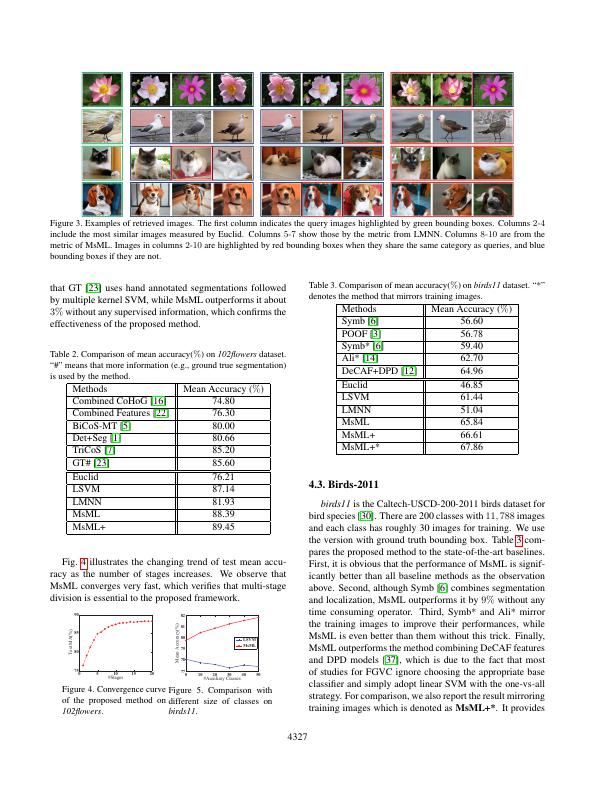 Figure 3. Examples of retrieved images. The first column indicates the query images highlighted by green bounding boxes. Columns 2-4
include the most similar images measured by Euclid. Columns 5-7 show those by the metric from LMNN. Columns 8-10 are from the
metric of MsML. Images in columns 2-10 are highlighted by red bounding boxes when they share the same category as queries, and blue
bounding boxes if they are not.
that GT [23] uses hand annotated segmentations followed
by multiple kernel SVM, while MsML outperforms it about
3% without any supervised information, which confirms the
effectiveness of the proposed method.
Table 2. Comparison of mean accuracy(%) on 102flowers dataset.
"#" means that more information (e.g., ground true segmentation)
is used by the method.
Methods Mean Accuracy (%)
Combined CoHoG [16] 74.80
Combined Features [22] 76.30
BiCoS-MT [5] 80.00
Det+Seg [1] 80.66
TriCoS [7] 85.20
GT# [23] 85.60
Euclid 76.21
LSVM 87.14
LMNN 81.93
MsML 88.39
MsML+ 89.45
Fig. 4 illustrates the changing trend of test mean accu-
racy as the number of stages increases. We observe that
MsML converges very fast, which verifies that multi-stage
division is essential to the proposed framework.
#Stages
Figure 4. Convergence curve
of the proposed method on
102flowers.
Mean Accuracy(%)
LSVM
MsML
#Auxiliary Classes
Figure 5. Comparison with
different size of classes on
birds11.
Table 3. Comparison of mean accuracy(%) on birds11 dataset. "*"
denotes the method that mirrors training images.
Methods Mean Accuracy (%)
Symb [6] 56.60
POOF [3] 56.78
Symb* [6] 59.40
Ali* [14] 62.70
DeCAF+DPD [12] 64.96
Euclid 46.85
LSVM 61.44
LMNN 51.04
MsML 65.84
MsML+ 66.61
MsML+* 67.86
4.3. Birds-2011
birds11 is the Caltech-USCD-200-2011 birds dataset for
bird species [30]. There are 200 classes with 11,788 images
and each class has roughly 30 images for training. We use
the version with ground truth bounding box. Table 3 com-
pares the proposed method to the state-of-the-art baselines.
First, it is obvious that the performance of MsML is signif-
icantly better than all baseline methods as the observation
above. Second, although Symb [6] combines segmentation
and localization, MsML outperforms it by 9% without any
time consuming operator. Third, Symb* and Ali* mirror
the training images to improve their performances, while
MsML is even better than them without this trick. Finally,
MsML outperforms the method combining DeCAF features
and DPD models [37], which is due to the fact that most
of studies for FGVC ignore choosing the appropriate base
classifier and simply adopt linear SVM with the one-vs-all
strategy. For comparison, we also report the result mirroring
training images which is denoted as MsML+*. It provides
4327